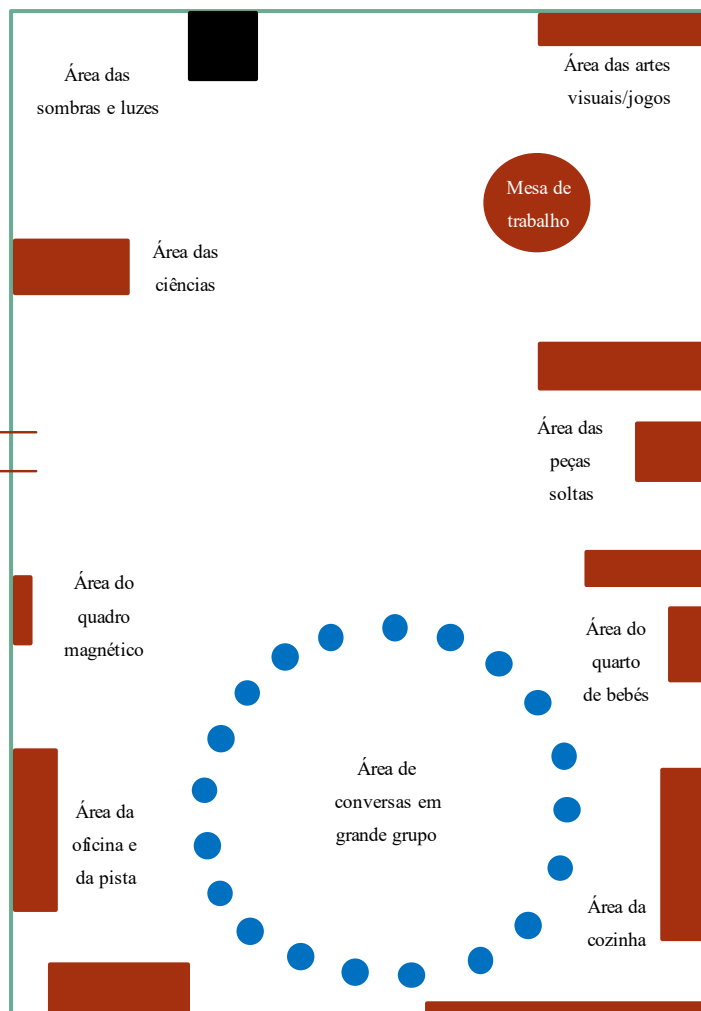 Área das
sombras e luzes
Área das artes
visuais/jogos
Mesa de
trabalho
Área das
ciências
Área das
peças
soltas
Área do
quadro
magnético
Área do
quarto
de bebés
Área de
conversas em
grande grupo
Área da
oficina e
da pista
Área da
cozinha